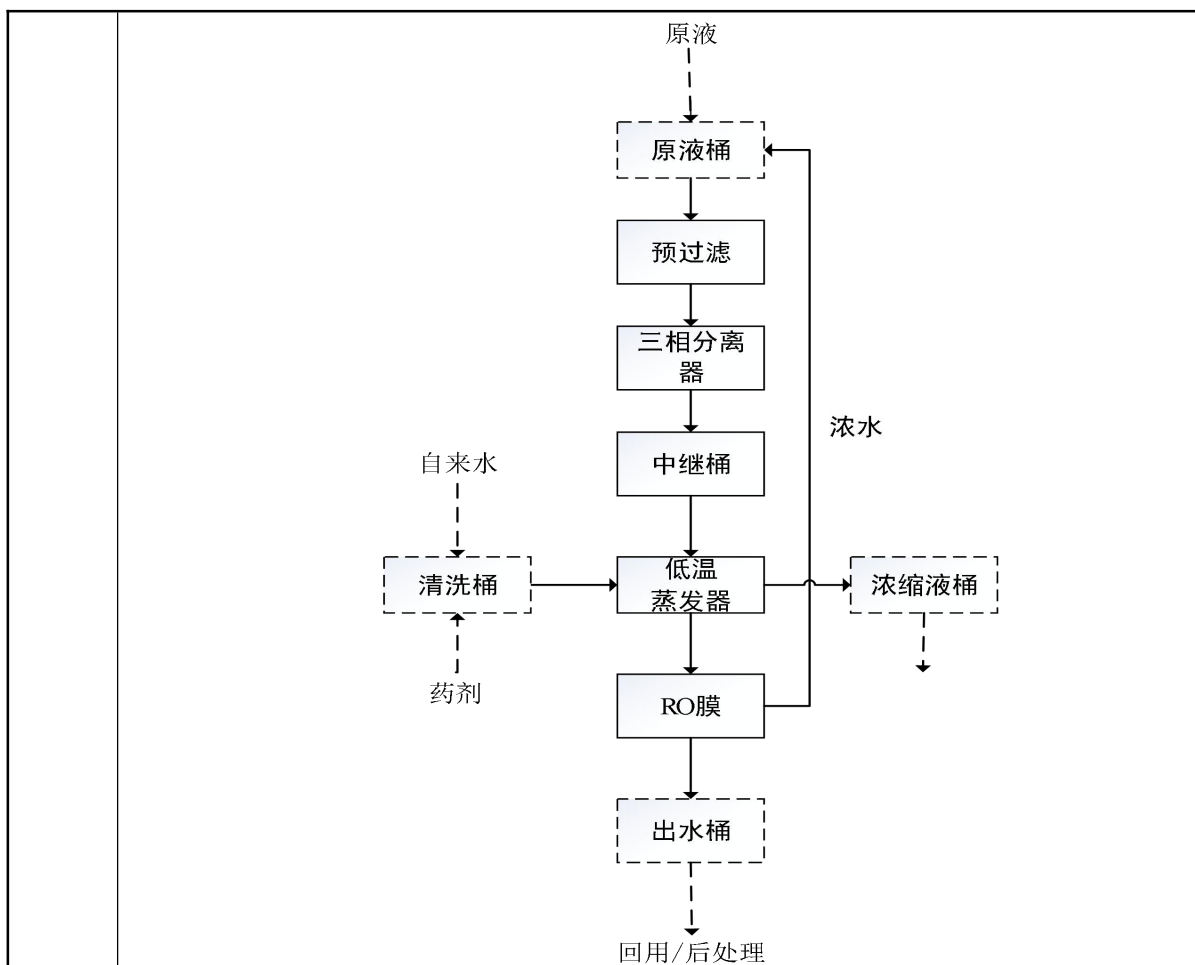 原液
原液桶
预过滤
三相分离
器
浓水
中继桶
自来水
清洗桶
低温
蒸发器
浓缩液桶
药剂
RO膜
出水桶
回用/后处理